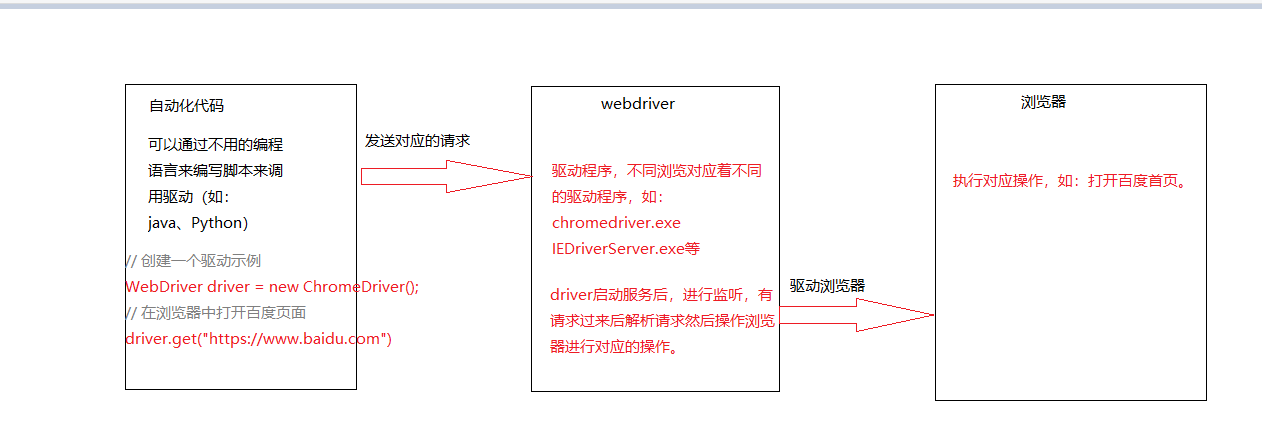 自动化代码
可以通过不用的编程
语言来编写脚本来调
用驱动（如：
java、Python）
// 创建一个驱动示例
WebDriver driver = new ChromeDriver();
// 在浏览器中打开百度页面
driver.get("https://www.baidu.com")
发送对应的请求
webdriver
驱动程序，不同浏览对应着不同
的驱动程序，如：
chromedriver.exe
IEDriverServer.exe等
driver启动服务后，进行监听，有
请求过来后解析请求然后操作浏览
器进行对应的操作。
驱动浏览器
浏览器
执行对应操作，如：打开百度首页。